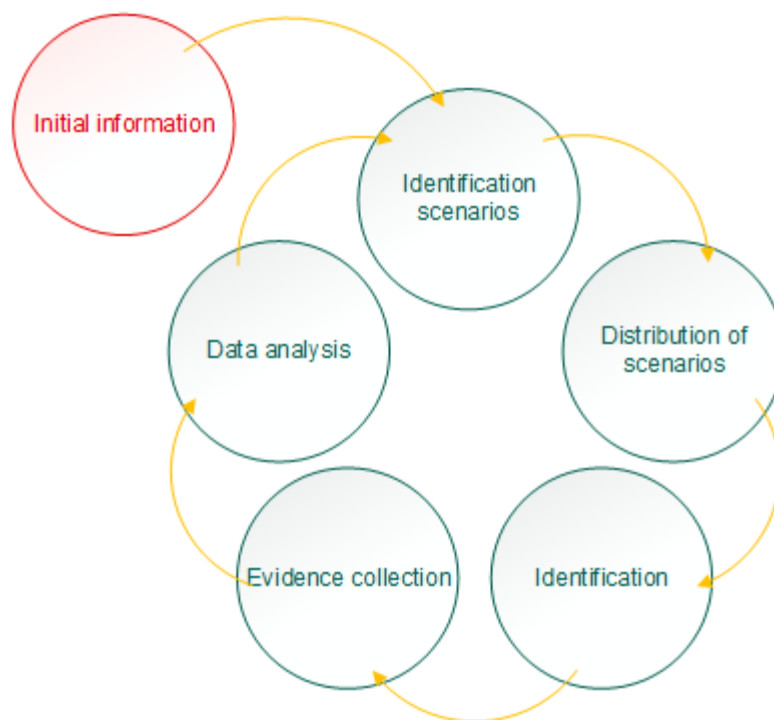 Initial information
Identification
scenarios
Distribution of
scenarios
Identification
Evidence collection
Data analysis